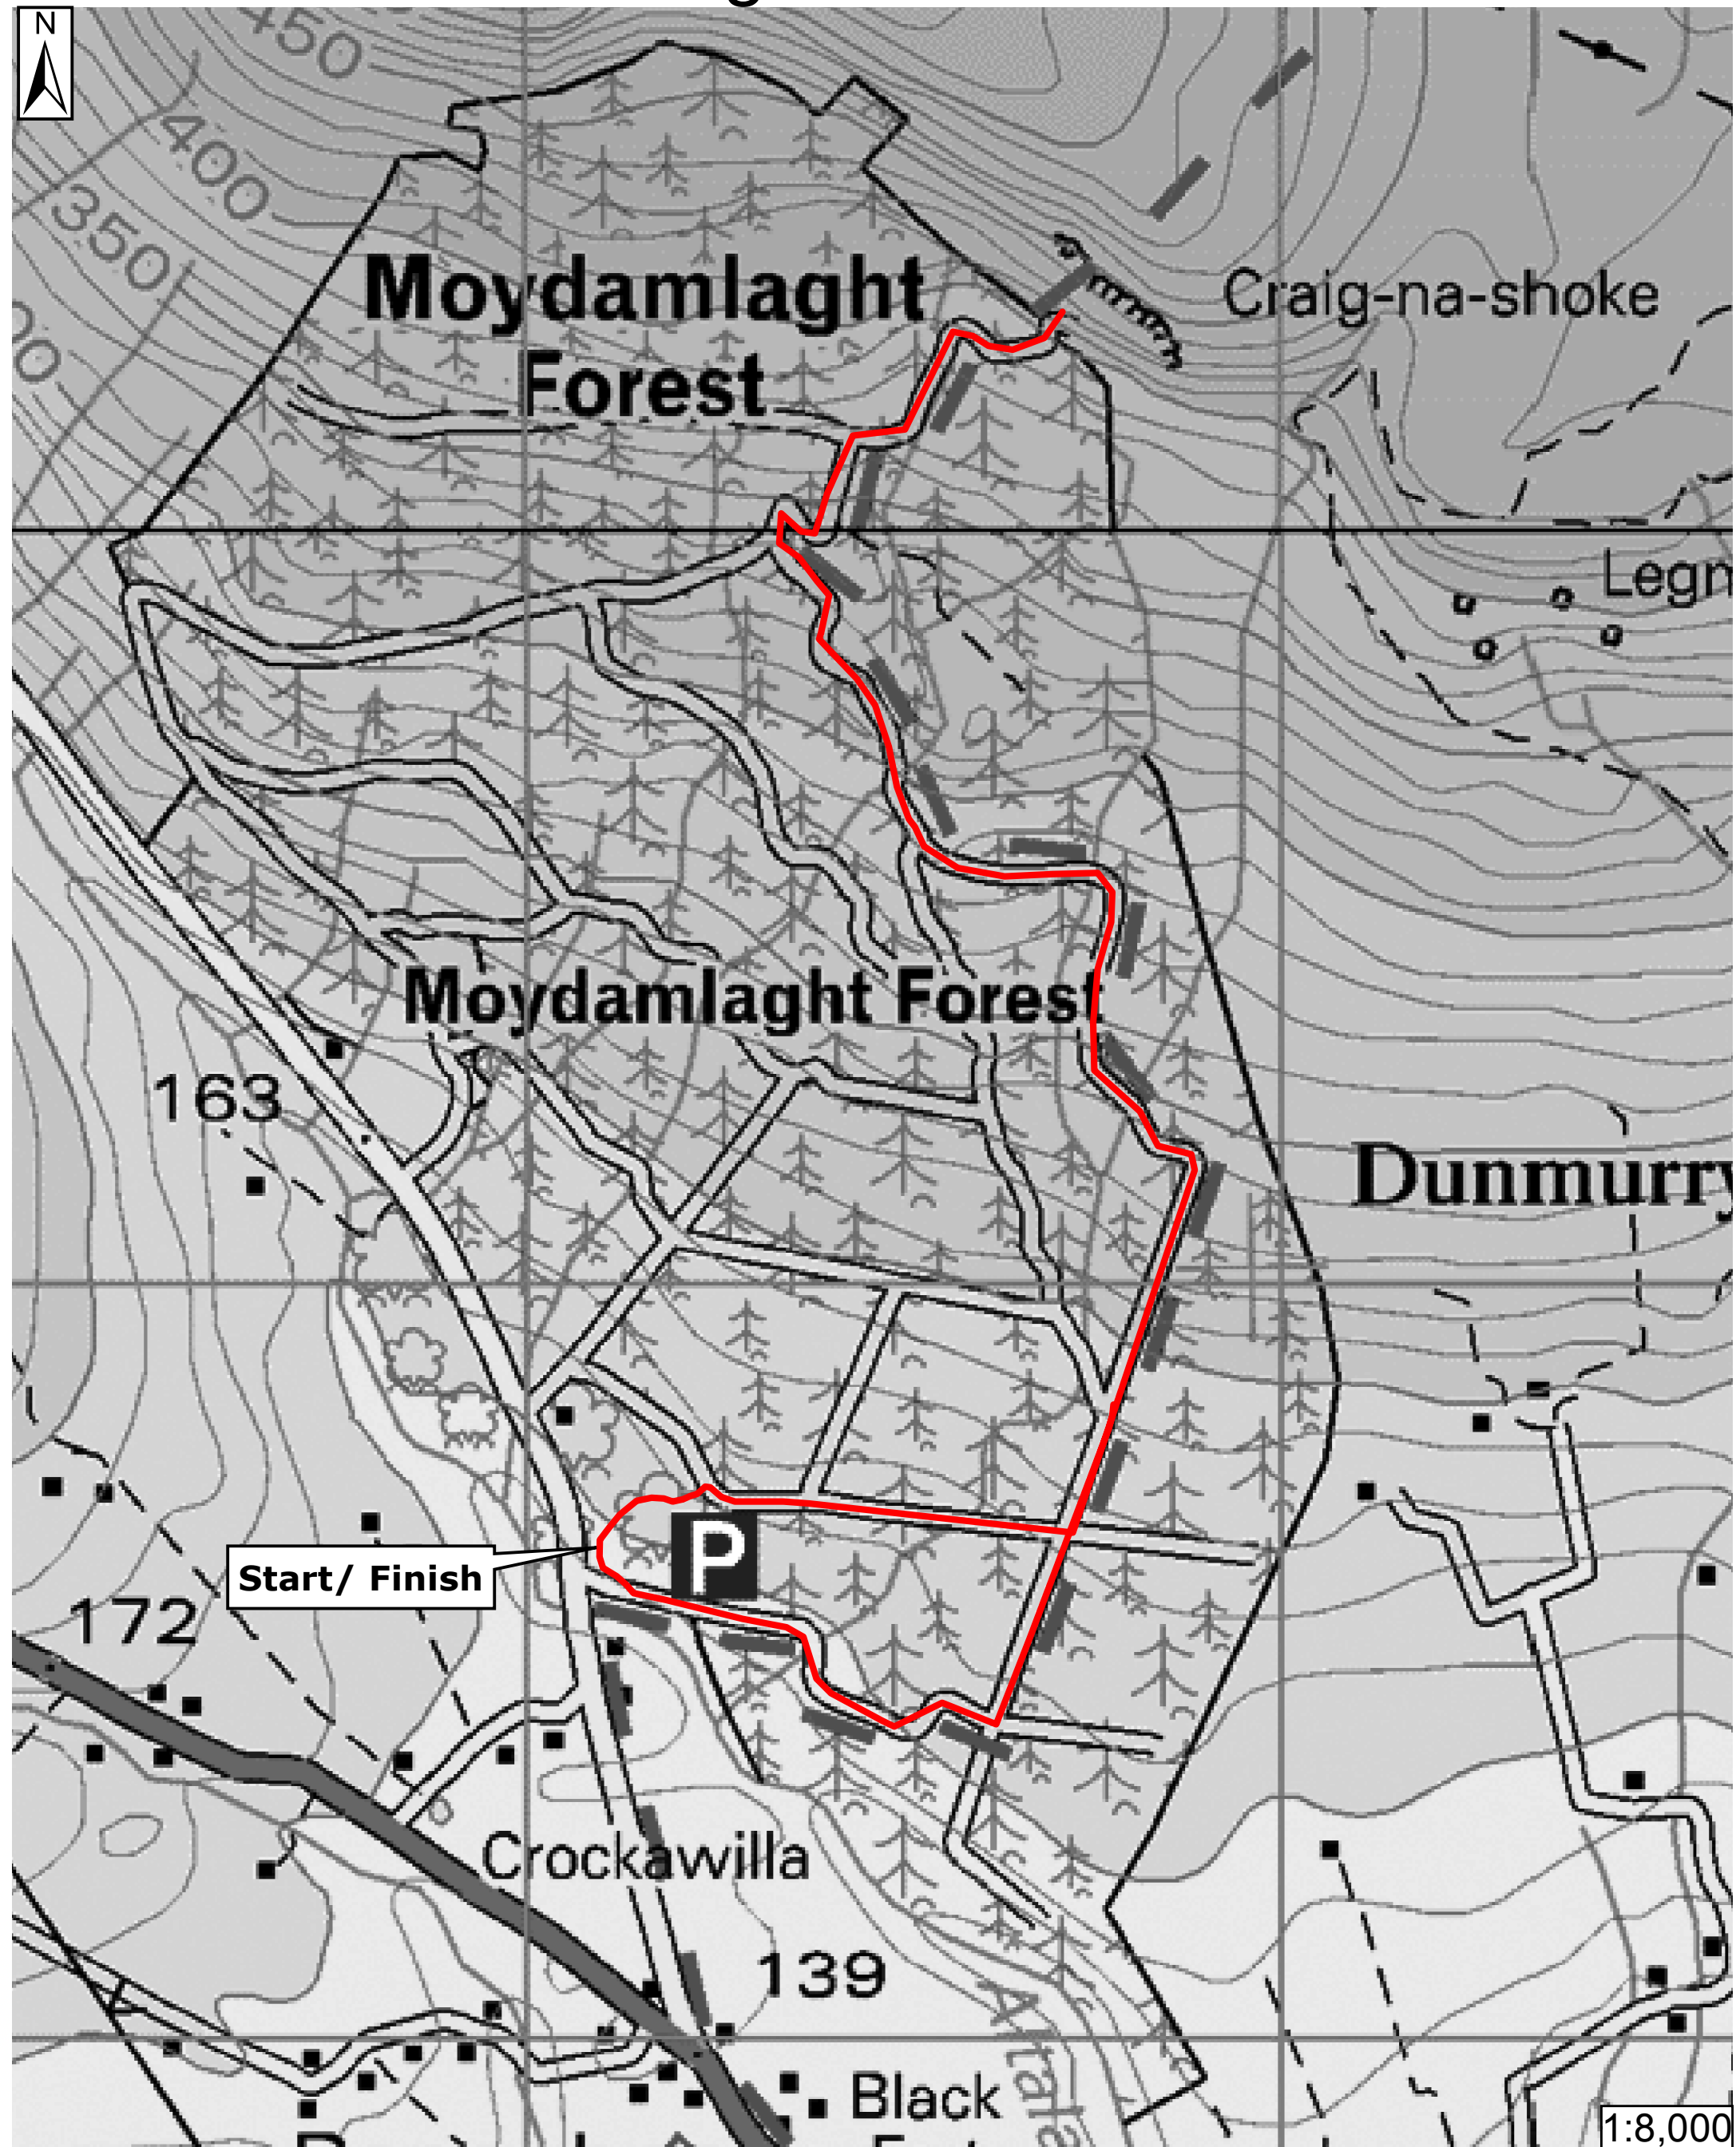 N
450
400
350
Moydamlaght
Forest
Craig-na-shoke
Moydamlaght Forest
163
Dunmurry
P
Start/ Finish
172
Crockawilla
139
Black
1:8,000